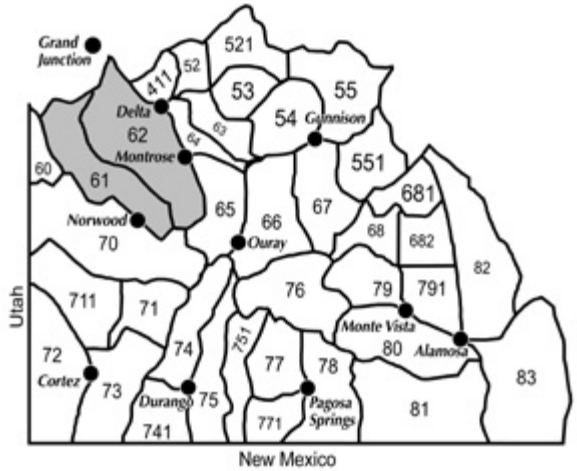 Grand
Junction
521
52
411
53
55
Delta
54
Gunnison
62
63
64
Montrose
551
60
61
681
65
66
67
68
682
Norwood
70
Ouray
82
76
79
791
711
71
Monte Vista
Utah
72
74
751
77
78
80
Alamosa
Cortez
73
Durango
75
Pagosa
Springs
83
81
741
771
New Mexico